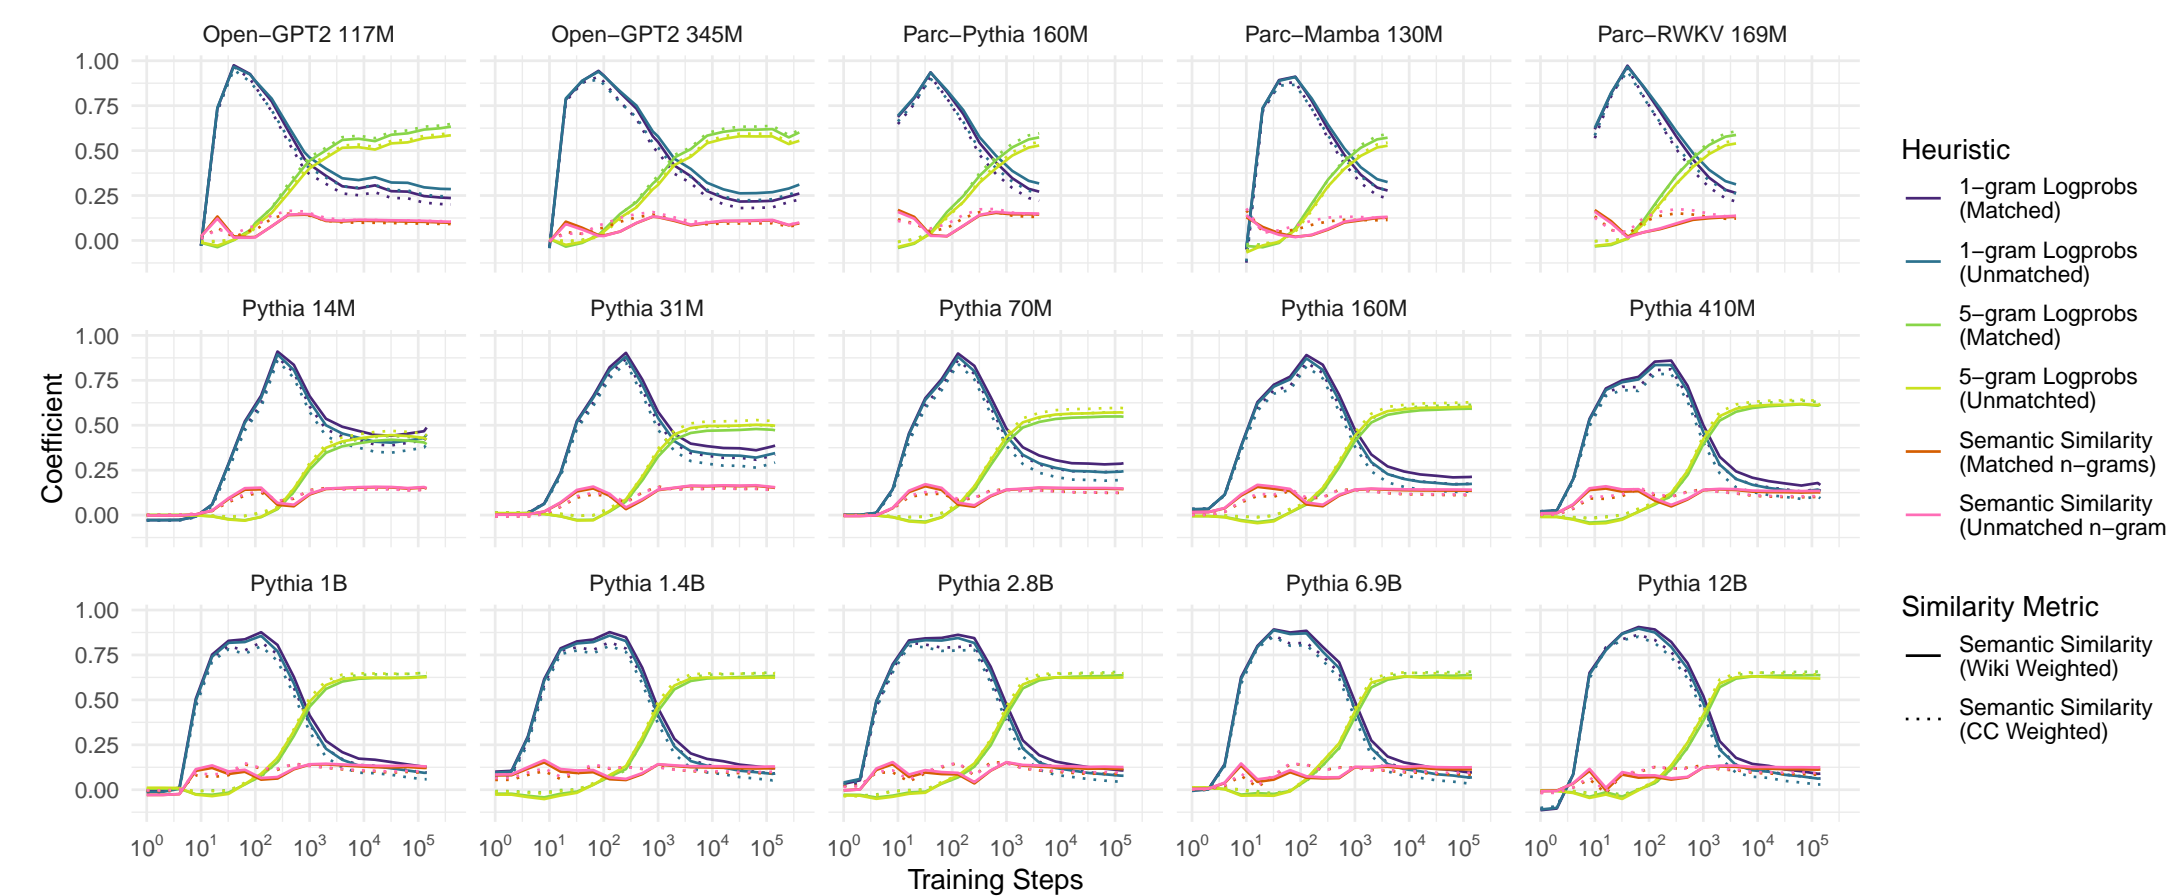 Open−GPT2 117M
Open−GPT2 345M
Parc−Pythia 160M
Parc−Mamba 130M
Parc−RWKV 169M
1.00
0.75
0.50
0.25
0.00
Pythia 14M
Pythia 31M
Pythia 70M
Pythia 160M
Pythia 410M
1.00
0.75
0.50
0.25
0.00
Pythia 1B
Pythia 1.4B
Pythia 2.8B
Pythia 6.9B
Pythia 12B
1.00
0.75
0.50
0.25
0.00
10⁰ 10¹ 10² 10³ 10⁴ 10⁵
10⁰ 10¹ 10² 10³ 10⁴ 10⁵
10⁰ 10¹ 10² 10³ 10⁴ 10⁵
10⁰ 10¹ 10² 10³ 10⁴ 10⁵
10⁰ 10¹ 10² 10³ 10⁴ 10⁵
Training Steps
Coefficient
Heuristic
1−gram Logprobs
(Matched)
1−gram Logprobs
(Unmatched)
5−gram Logprobs
(Matched)
5−gram Logprobs
(Unmatchted)
Semantic Similarity
(Matched n−grams)
Semantic Similarity
(Unmatched n−gram
Similarity Metric
Semantic Similarity
(Wiki Weighted)
Semantic Similarity
(CC Weighted)